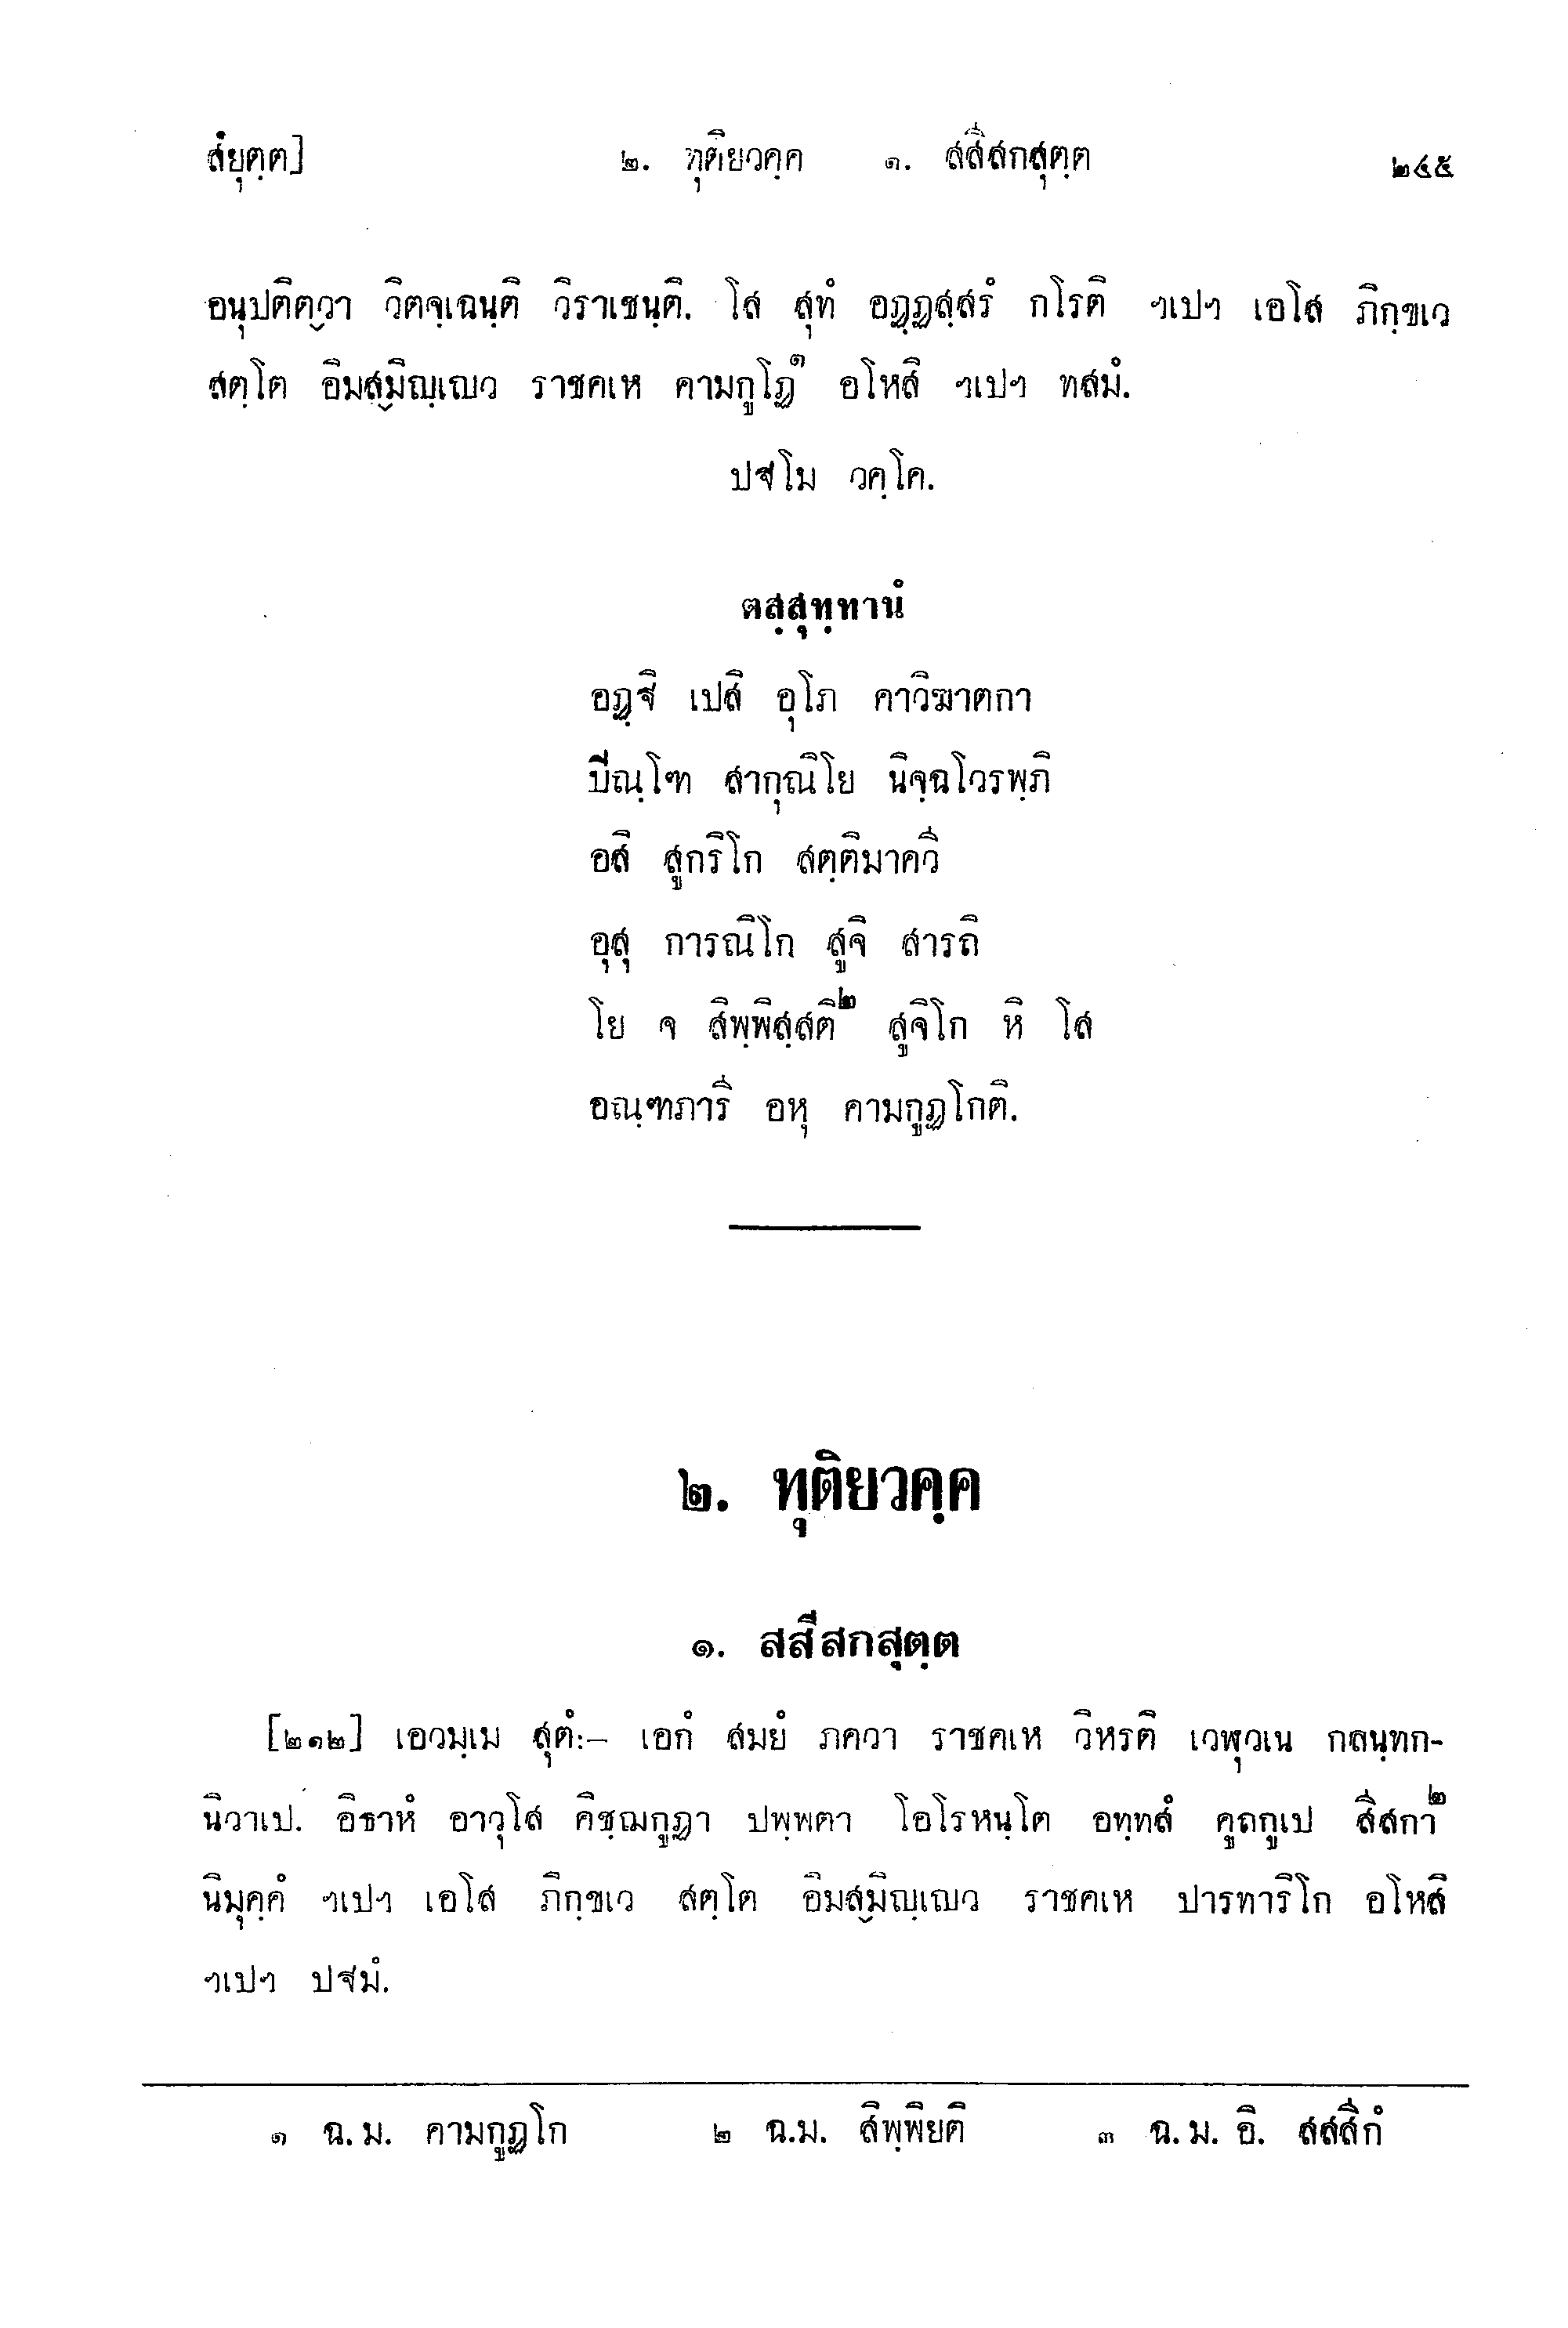 สํยุตฺต] ๒. ทุติยวคฺค ๑. สสีสกสุตฺต ๒๔๕
อนุปติตฺวา วิตจฺเฉนฺติ วิราเชนฺติ. โส สุทํ อฏฺฏสฺสรํ กโรติ ฯเปฯ เอโส ภิกฺขเว
สตฺโต อิมสฺมิญฺเญว ราชคเห คามกูโฏ๑ อโหสิ ฯเปฯ ทสมํ.
ปฐโม วคฺโค.
ตสฺสุทฺทานํ
อฏฺฐิ เปสิ อุโภ คาวิฆาตกา
ปิณฺโฑ สากุณิโย นิจฺฉโวรพฺภิ
อสิ สูกริโก สตฺติมาควี
อุสุ การณิโก สูจิ สารถิ
โย จ สิพฺพิสฺสติ๒ สูจิโก หิ โส
อณฺฑภารี อหุ คามกูฏโกติ.
๒. ทุติยวคฺค
๑. สสีสกสุตฺต
[๒๑๒] เอวมฺเม สุตํ:– เอกํ สมยํ ภควา ราชคเห วิหรติ เวฬุวเน กลนฺทก-
นิวาเป. อิธาหํ อาวุโส คิชฺฌกูฏา ปพฺพตา โอโรหนฺโต อทฺทสํ คูถกูเป สีสกา๒
นิมุคฺคํ ฯเปฯ เอโส ภิกฺขเว สตฺโต อิมสฺมิญฺเญว ราชคเห ปารทาริโก อโหสิ
ฯเปฯ ปฐมํ.
๑ ฉ. ม. คามกูฏโก ๒ ฉ.ม. สิพฺพิยติ ๓ ฉ. ม. อิ. สสสีกํ